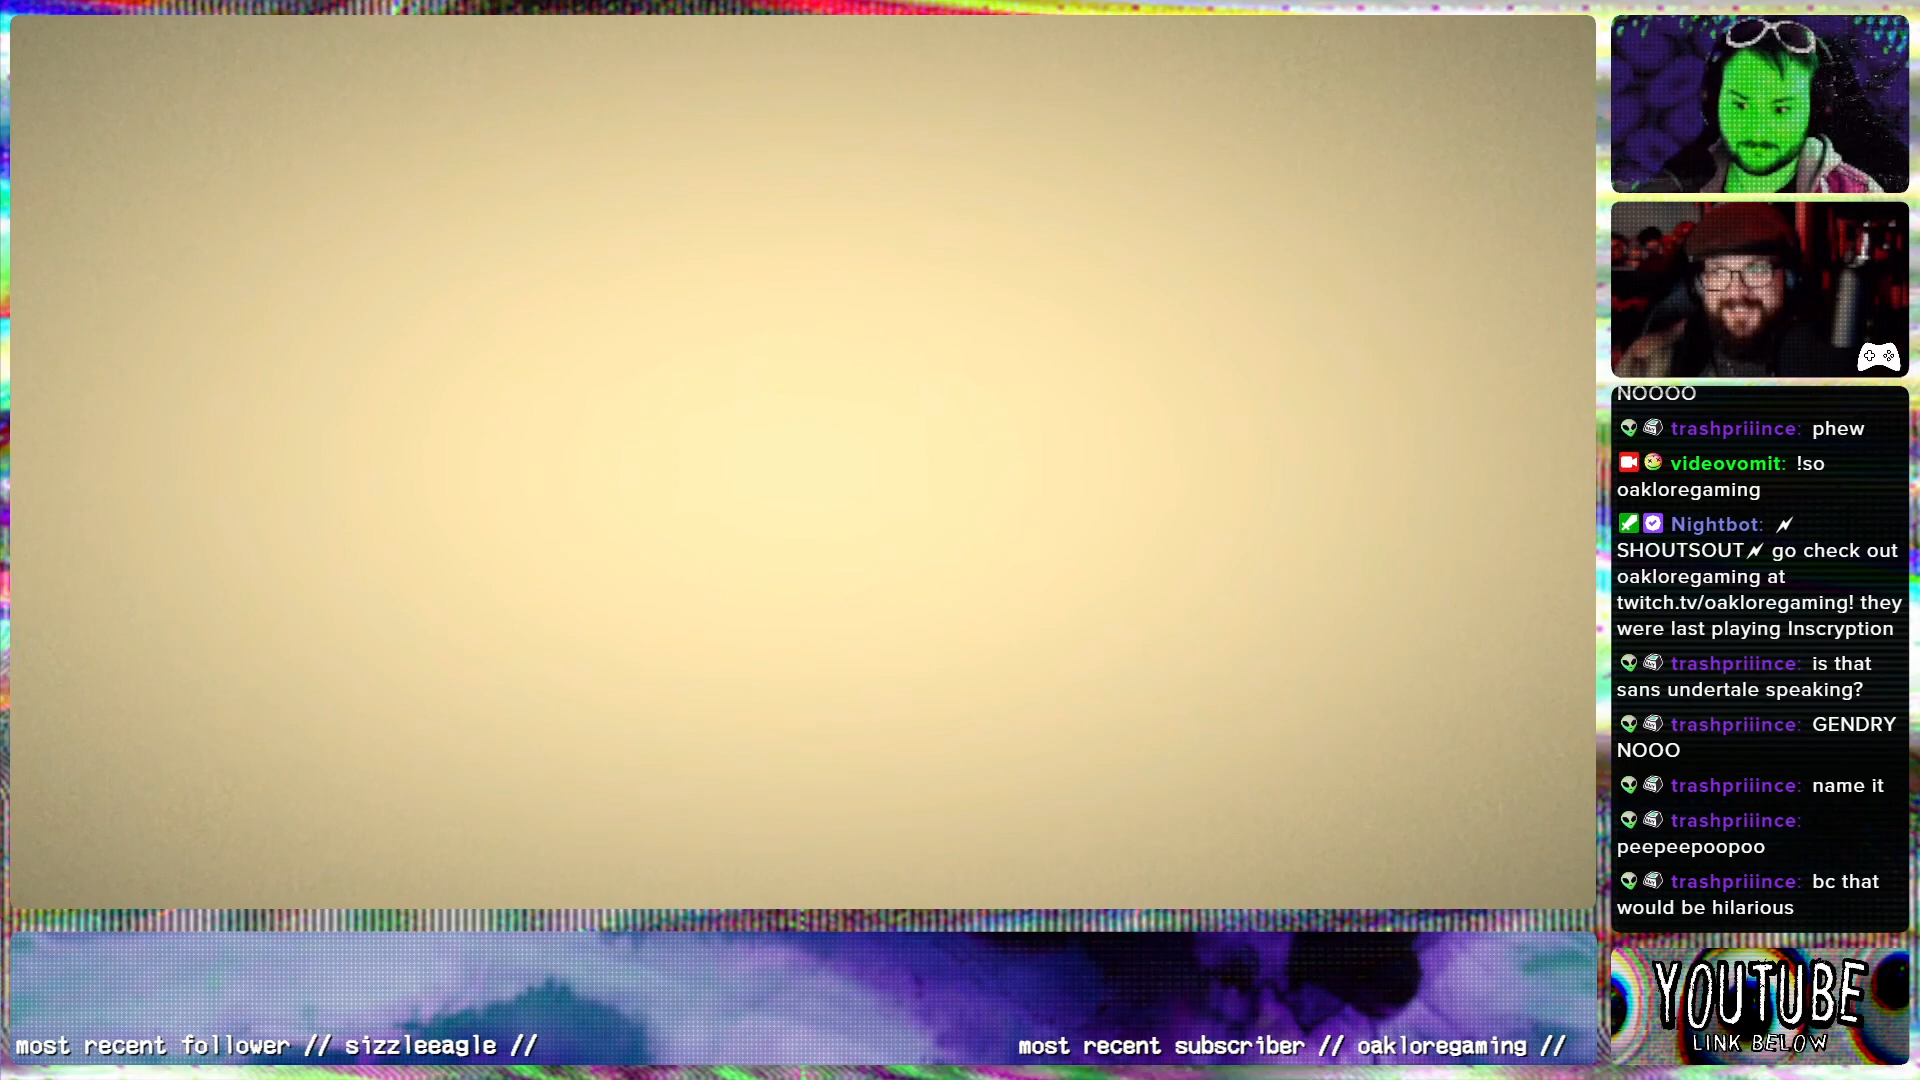 NOOOO
trashpriiince: phew
videovomit: !so
oakloregaming
Nightbot:
SHOUTSOUT go check out
oakloregaming at
twitch.tv/oakloregaming! they
were last playing Inscryption
trashpriiince: is that
sans undertale speaking?
trashpriiince: GENDRY
NOOO
trashpriiince: name it
trashpriiince:
peepeepoopoo
trashpriiince: bc that
would be hilarious
YOUTUBE
LINK BELOW
most recent follower // sizzleeagle //
most recent subscriber // oakloregaming //